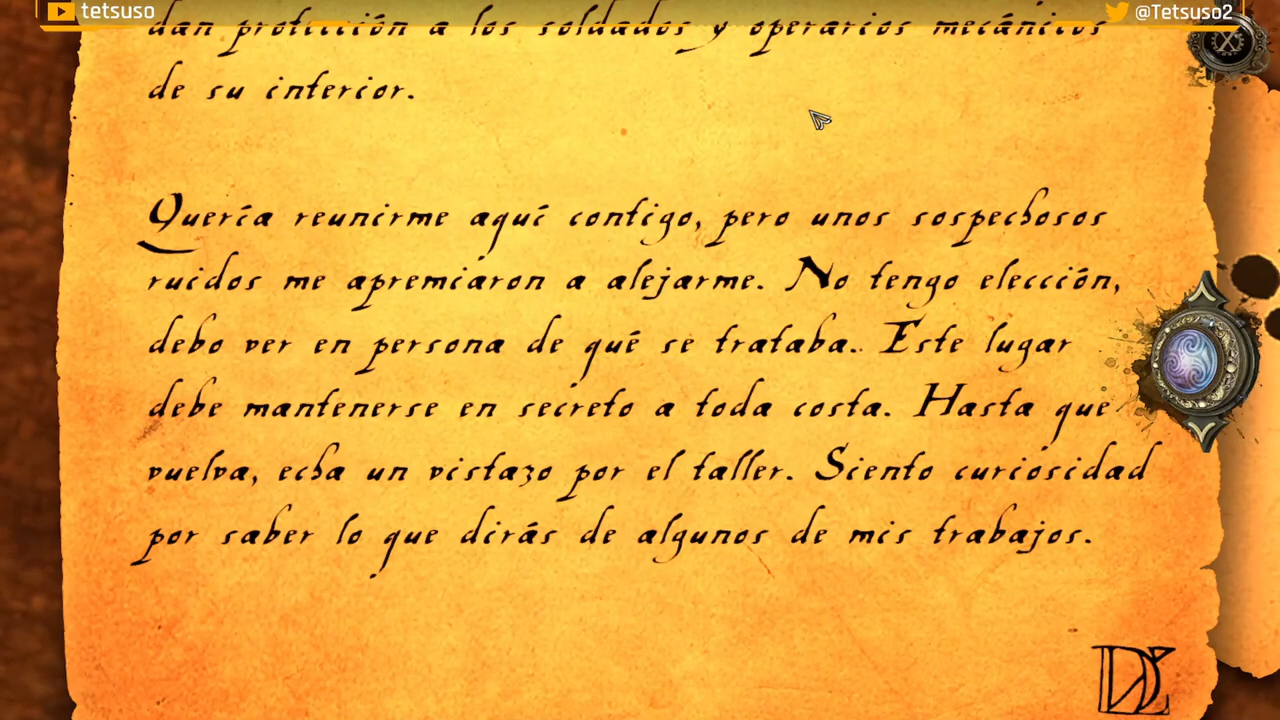 tetsuso
@Tetsuso2
dan protección a los soldados y operarios mecánicos
de su interior.
Quería reunirme aquí contigo, pero unos sospechosos
ruidos me apremiaron a alejarme. No tengo elección,
debo ver en persona de qué se trataba. Este lugar
debe mantenerse en secreto a toda costa. Hasta que
vuelva, echa un vistazo por el taller. Siento curiosidad
por saber lo que dirás de algunos de mis trabajos.